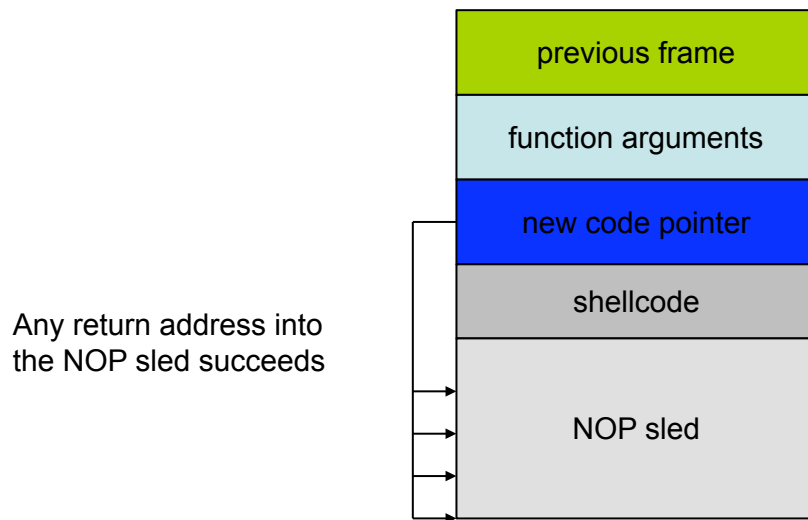 previous frame
function arguments
new code pointer
shellcode
Any return address into
the NOP sled succeeds
NOP sled